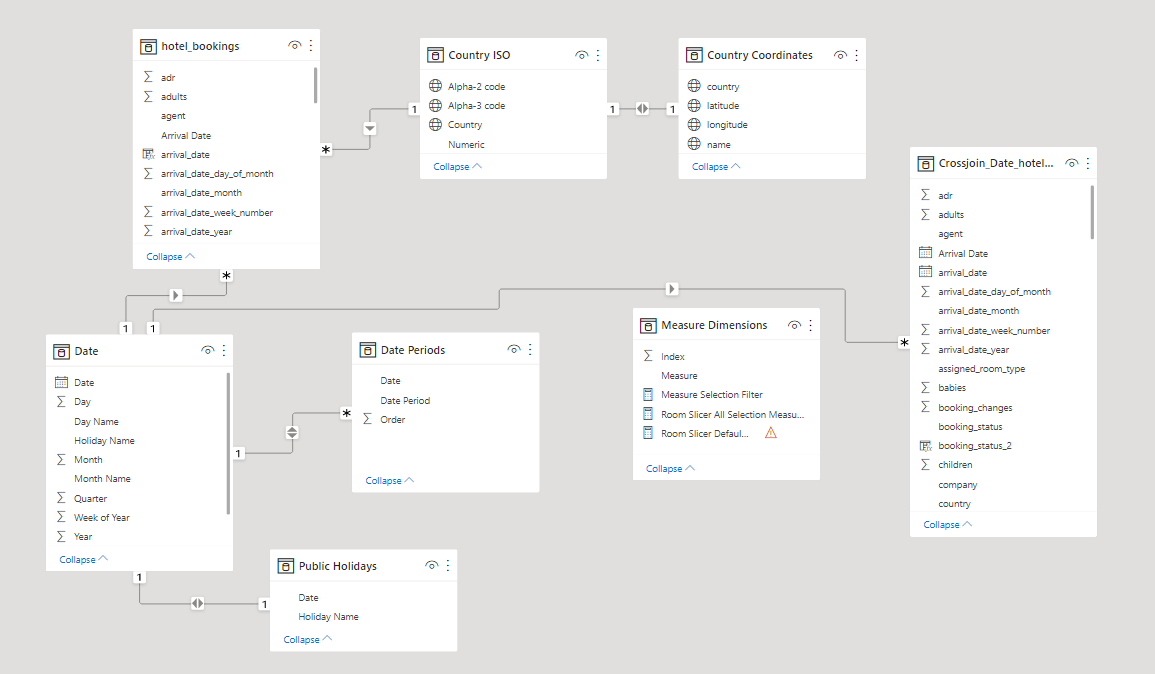 hotel_bookings
adr
adults
agent
Arrival Date
arrival_date
arrival_date_day_of_month
arrival_date_month
arrival_date_week_number
arrival_date_year
Collapse
*
*
1
1
Country ISO
Alpha-2 code
Alpha-3 code
Country
Numeric
Collapse
1
1
1
Country Coordinates
country
latitude
longitude
name
Collapse
Crossjoin_Date_hotel...
adr
adults
agent
Arrival Date
arrival_date
arrival_date_day_of_month
arrival_date_month
arrival_date_week_number
arrival_date_year
assigned_room_type
babies
booking_changes
booking_status
booking_status_2
children
company
country
Collapse
*
Date
Date
Day
Day Name
Holiday Name
Month
Month Name
Quarter
Week of Year
Year
Collapse
1
*
Date Periods
Date
Date Period
Order
Collapse
Measure Dimensions
Index
Measure
Measure Selection Filter
Room Slicer All Selection Measu...
Room Slicer Defaul...
Collapse
1
1
Public Holidays
Date
Holiday Name
Collapse